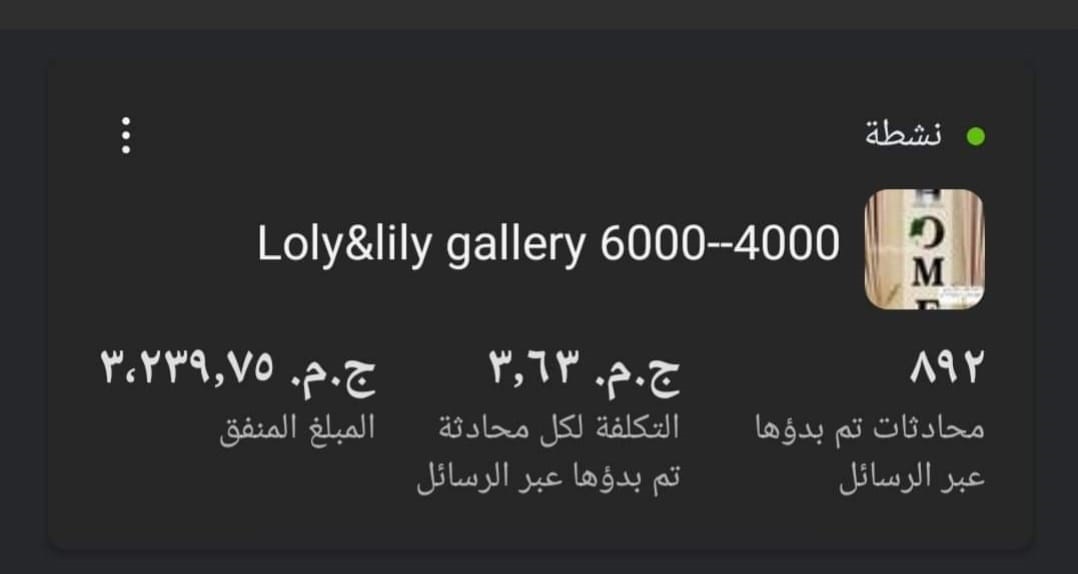 نشطة
Loly&lily gallery 6000--4000
HOME
٨٩٢
محادثات تم بدؤها
عبر الرسائل
ج.م. ٣,٦٣
التكلفة لكل محادثة
تم بدؤها عبر الرسائل
ج.م. ٣،٢٣٩,٧٥
المبلغ المنفق